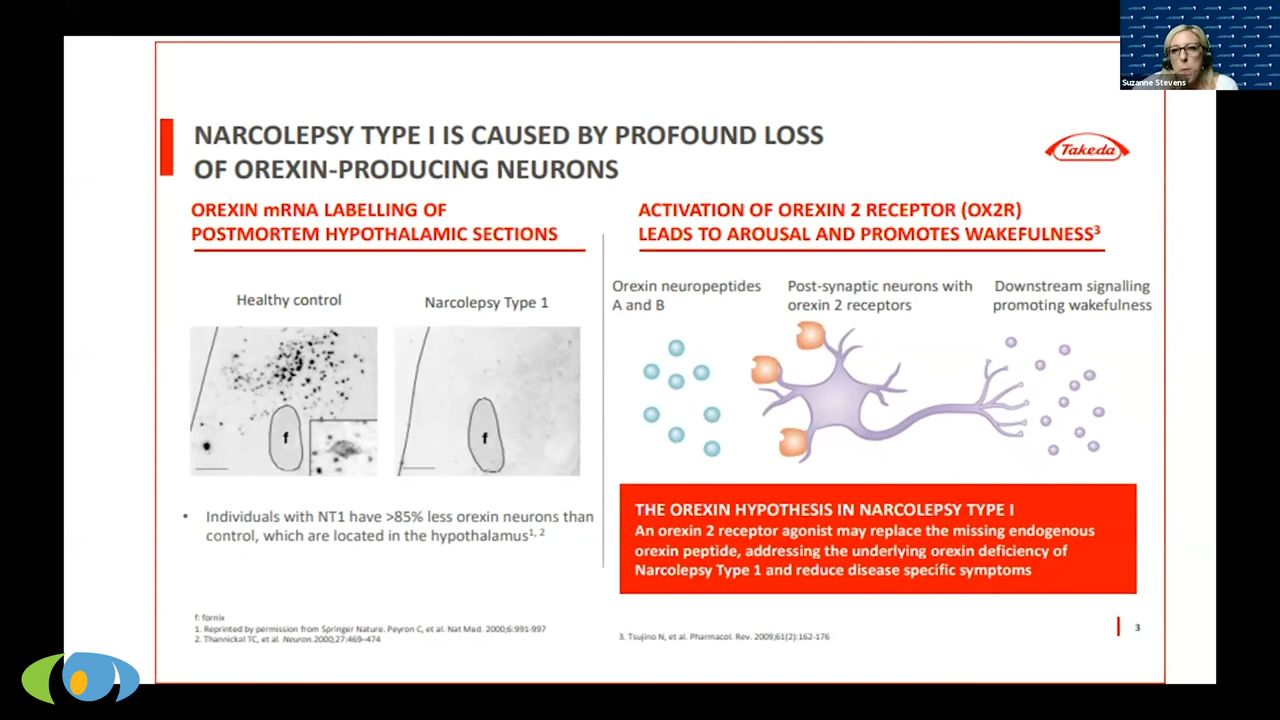 Suzanne Stevens
NARCOLEPSY TYPE I IS CAUSED BY PROFOUND LOSS
OF OREXIN-PRODUCING NEURONS
Takeda
OREXIN mRNA LABELLING OF
POSTMORTEM HYPOTHALAMIC SECTIONS
Healthy control
Narcolepsy Type 1
f
f
• Individuals with NT1 have >85% less orexin neurons than
control, which are located in the hypothalamus1, 2
f: fornix
1. Reprinted by permission from Springer Nature. Peyron C, et al. Nat Med. 2000;6:991-997
2. Thannickal TC, et al. Neuron.2000;27:469–474
ACTIVATION OF OREXIN 2 RECEPTOR (OX2R)
LEADS TO AROUSAL AND PROMOTES WAKEFULNESS3
Orexin neuropeptides
A and B
Post-synaptic neurons with
orexin 2 receptors
Downstream signalling
promoting wakefulness
THE OREXIN HYPOTHESIS IN NARCOLEPSY TYPE I
An orexin 2 receptor agonist may replace the missing endogenous
orexin peptide, addressing the underlying orexin deficiency of
Narcolepsy Type 1 and reduce disease specific symptoms
3. Tsujino N, et al. Pharmacol. Rev. 2009;61(2):162-176
3